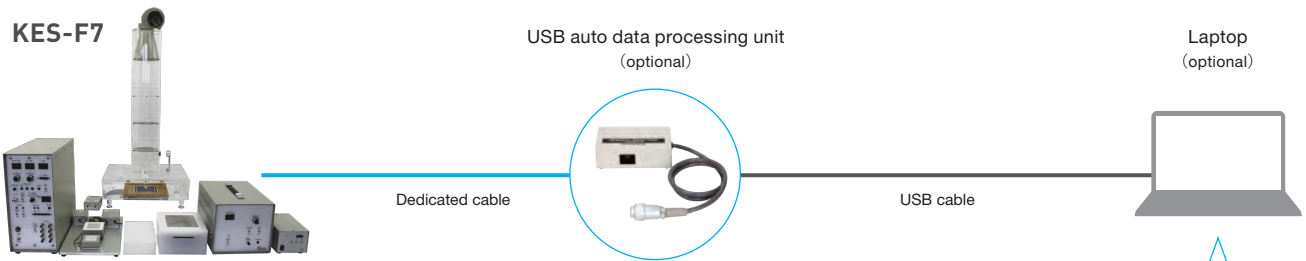 KES-F7
USB auto data processing unit
（optional）
Laptop
（optional）
Dedicated cable
USB cable